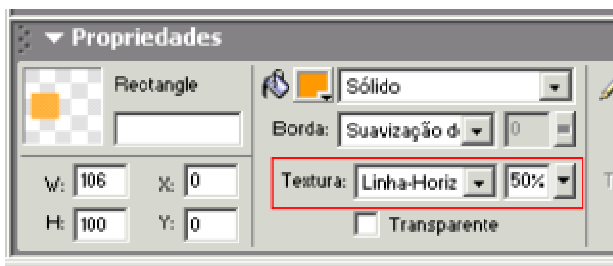 Propriedades
Rectangle
Sólido
Borda: Suavização d 0
W: 106 X: 0 Textura: Linha-Horiz 50%
H: 100 Y: 0 Transparente